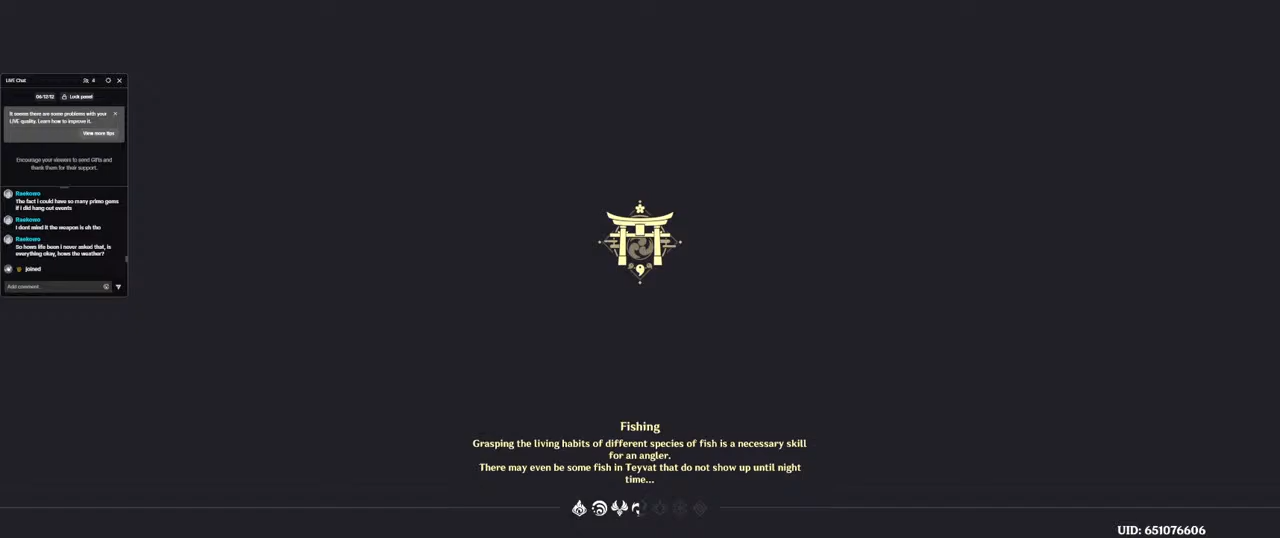 LIVE Chat
4
04:12:12
Lock panel
It seems there are some problems with your
LIVE quality. Learn how to improve it.
View more tips
Encourage your viewers to send Gifts and
thank them for their support.
Raekowo
The fact i could have so many primo gems
if I did hang out events
Raekowo
I dont mind it the weapon is eh tho
Raekowo
So hows life been i never asked that, is
everything okay, hows the weather?
joined
Add comment...
Fishing
Grasping the living habits of different species of fish is a necessary skill
for an angler.
There may even be some fish in Teyvat that do not show up until night
time...
UID: 651076606